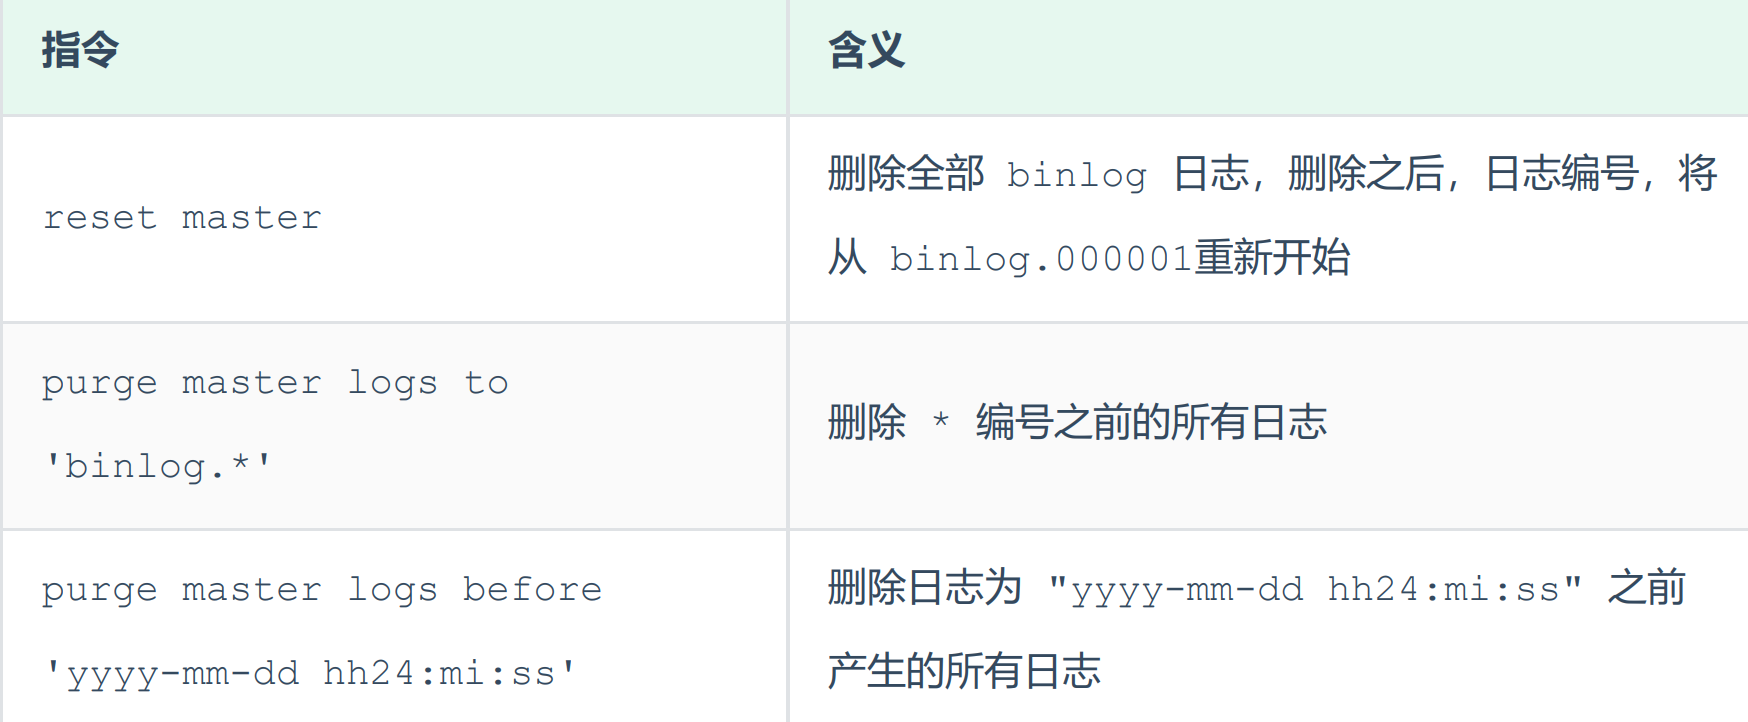 指令
含义
reset master
删除全部 binlog 日志，删除之后，日志编号，将
从 binlog.000001重新开始
purge master logs to
'binlog.*'
删除 * 编号之前的所有日志
purge master logs before
'yyyy-mm-dd hh24:mi:ss'
删除日志为 "yyyy-mm-dd hh24:mi:ss" 之前
产生的所有日志